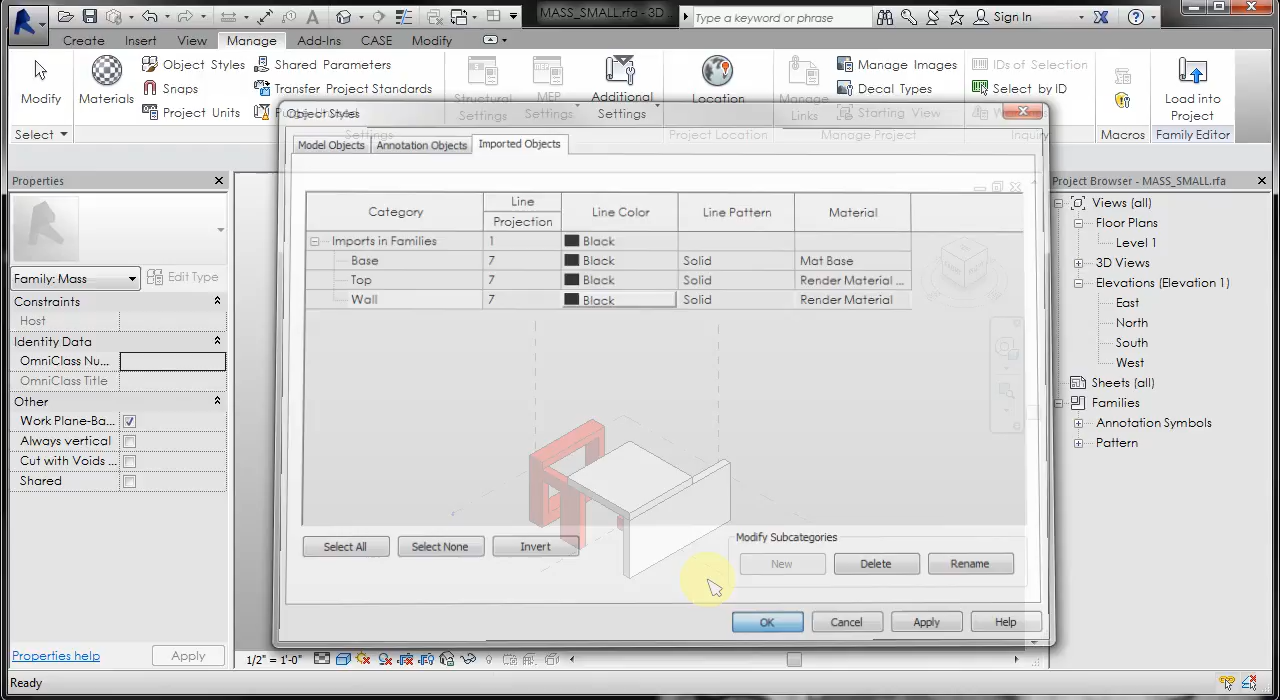 MASS_SMALL.rfa - 3D ...
Type a keyword or phrase
Sign In
Create Insert View Manage Add-Ins CASE Modify
Modify
Materials
Object Styles
Snaps
Project Units
Shared Parameters
Transfer Project Standards
Structural
Settings
MEP
Settings
Additional
Settings
Location
Manage
Links
Manage Images
Decal Types
Starting View
IDs of Selection
Select by ID
Load into
Project
Select
Settings
Project Location
Manage Project
Inquiry
Macros
Family Editor
Properties
Family: Mass
Edit Type
Constraints
Host
Identity Data
OmniClass Nu...
OmniClass Title
Other
Work Plane-Ba...
Always vertical
Cut with Voids ...
Shared
Properties help
Apply
Object Styles
Model Objects Annotation Objects Imported Objects
Category
Line
Projection
Line Color
Line Pattern
Material
Imports in Families 1 Black
Base 7 Black Solid Mat Base
Top 7 Black Solid Render Material ...
Wall 7 Black Solid Render Material
Select All
Select None
Invert
Modify Subcategories
New
Delete
Rename
OK
Cancel
Apply
Help
Project Browser - MASS_SMALL.rfa
Views (all)
Floor Plans
Level 1
3D Views
Elevations (Elevation 1)
East
North
South
West
Sheets (all)
Families
Annotation Symbols
Pattern
1/2" = 1'-0"
Ready